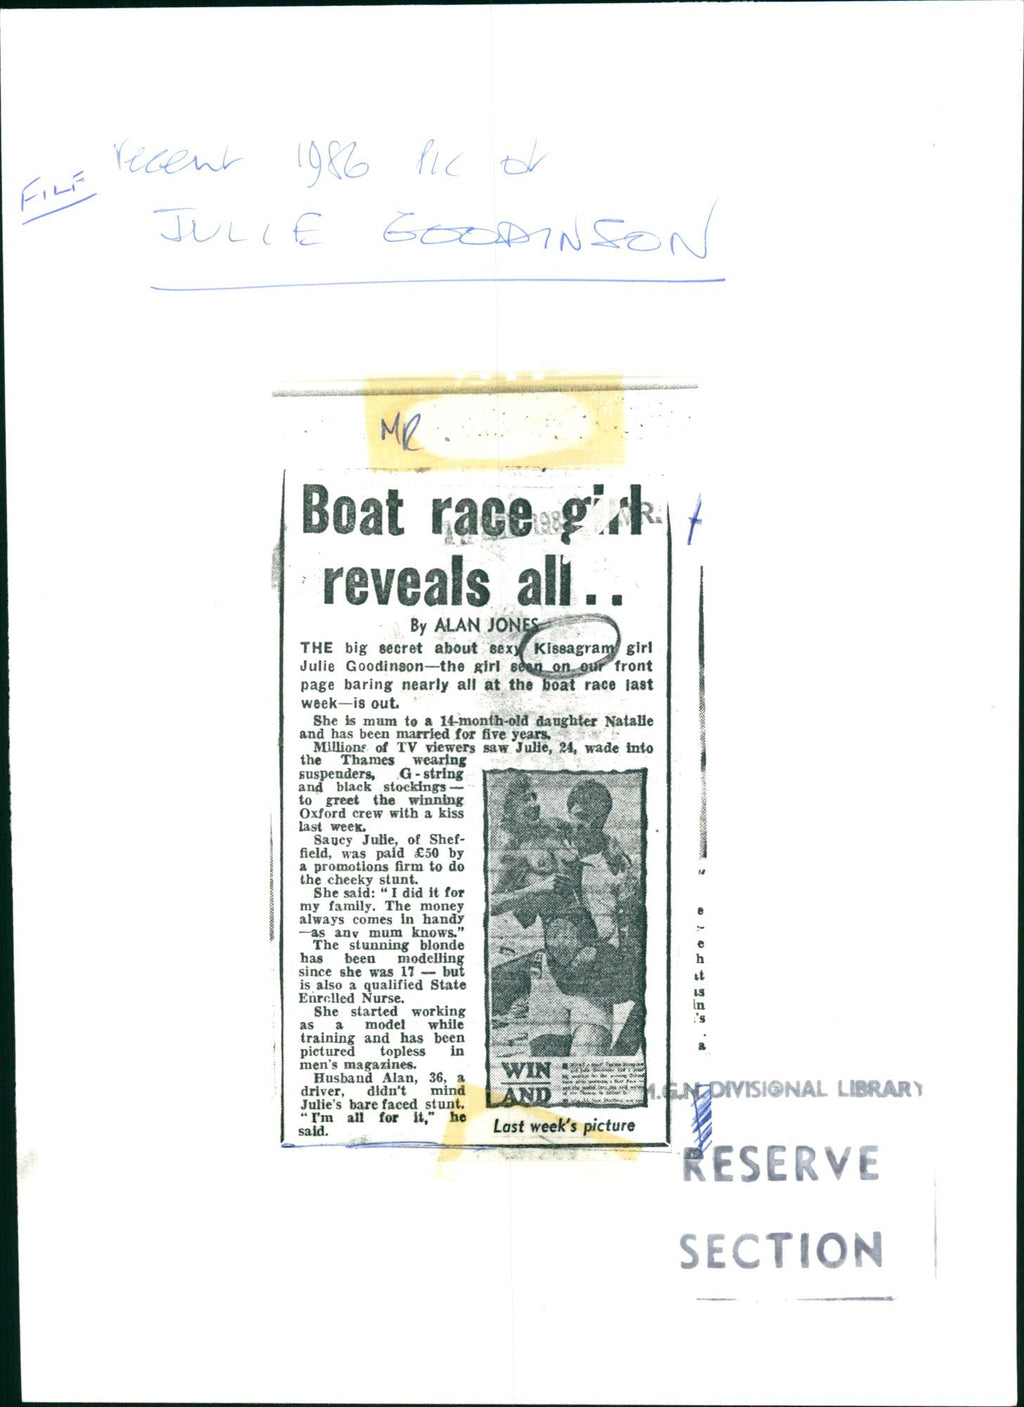 recent 1986 Pic of
FILE
JULIE GOODINSON
MR.
Boat race girl
reveals all..
By ALAN JONES
THE big secret about sexy Kissagram girl
Julie Goodinson—the girl seen on our front
page baring nearly all at the boat race last
week—is out.
She is mum to a 14-month-old daughter Natalie
and has been married for five years.
Millions of TV viewers saw Julie, 24, wade into
the Thames wearing
suspenders, G-string
and black stockings—
to greet the winning
Oxford crew with a kiss
last week.
Saucy Julie, of Shef-
field, was paid £50 by
a promotions firm to do
the cheeky stunt.
She said: "I did it for
my family. The money
always comes in handy
—as any mum knows."
The stunning blonde
has been modelling
since she was 17 — but
is also a qualified State
Enrolled Nurse.
She started working
as a model while
training and has been
pictured topless in
men's magazines.
Husband Alan, 36, a
driver, didn't mind
Julie's bare faced stunt.
"I'm all for it," he
said.
WIN
AND
Last week's picture
M.G.N. DIVISIONAL LIBRARY
RESERVE
SECTION